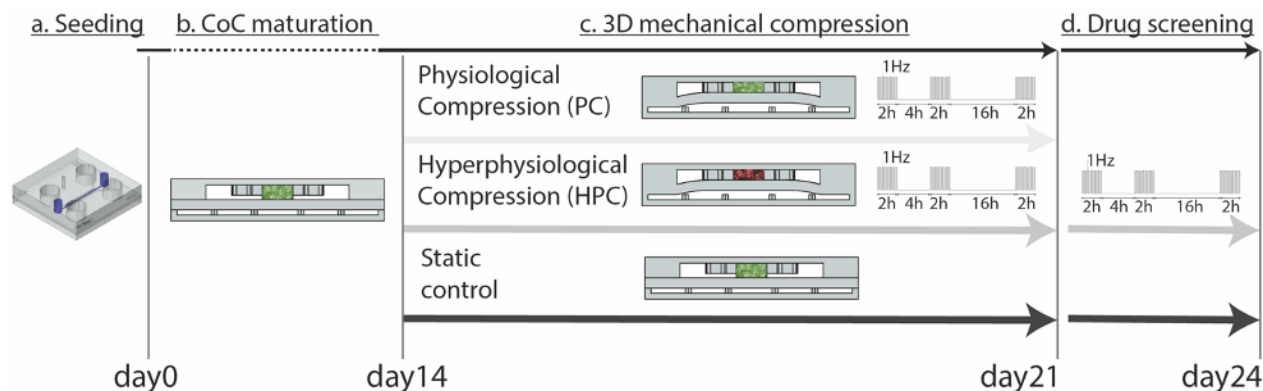 a. Seeding
b. CoC maturation
c. 3D mechanical compression
d. Drug screening
Physiological
Compression (PC)
1Hz
2h 4h 2h 16h 2h
Hyperphysiological
Compression (HPC)
1Hz
2h 4h 2h 16h 2h
1Hz
2h 4h 2h 16h 2h
Static
control
day0
day14
day21
day24